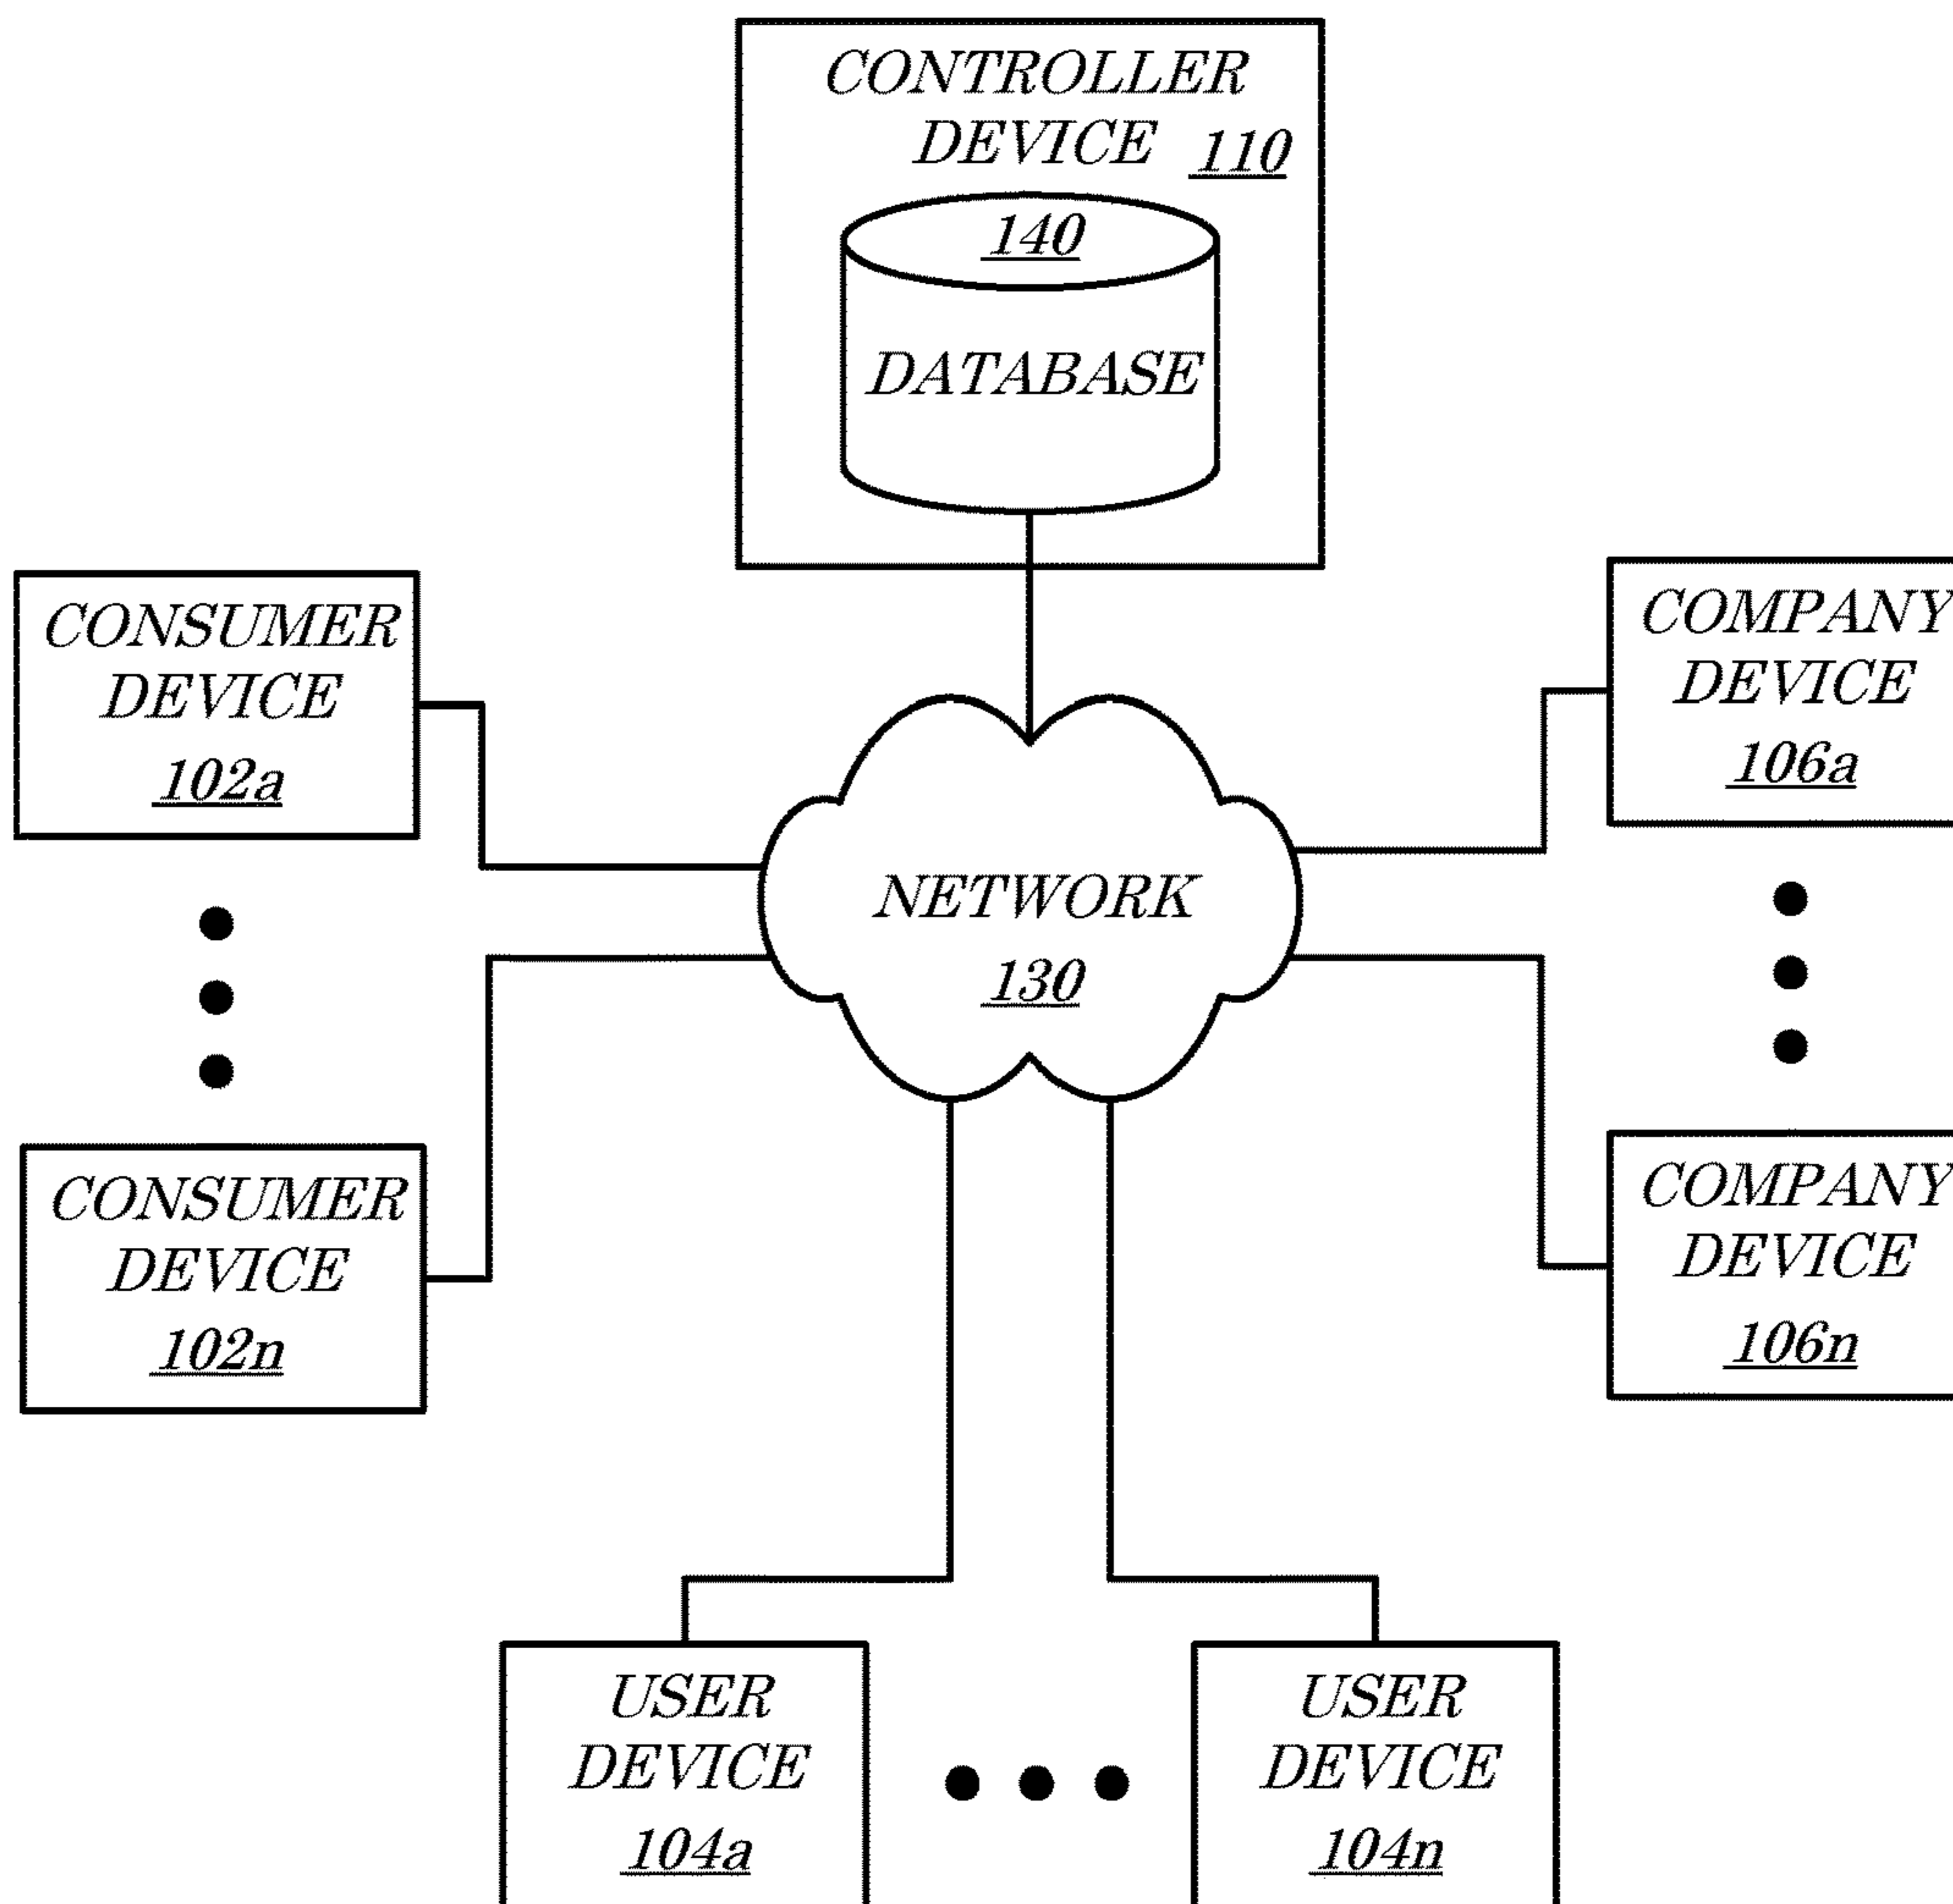 CONTROLLER
DEVICE 110
140
DATABASE
CONSUMER
DEVICE
102a
COMPANY
DEVICE
106a
NETWORK
130
CONSUMER
DEVICE
102n
COMPANY
DEVICE
106n
USER
DEVICE
104a
USER
DEVICE
104n